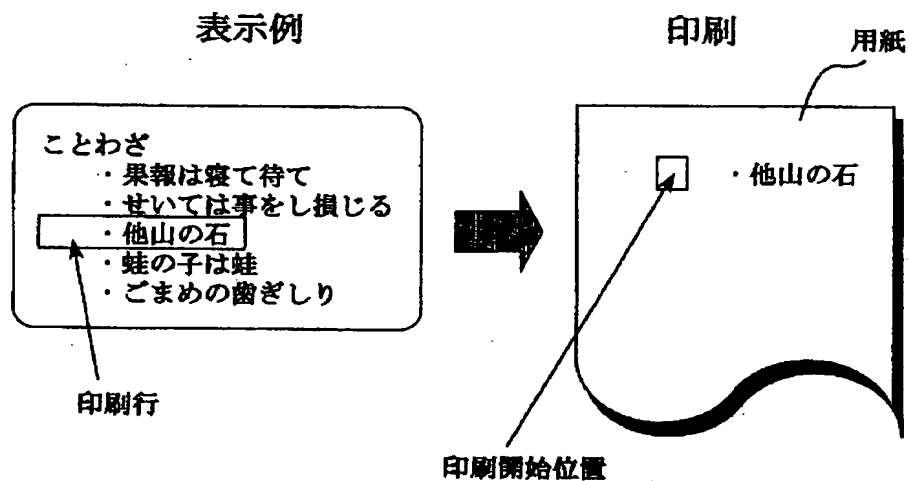 表示例
印刷
用紙
ことわざ
・果報は寝て待て
・せいては事をし損じる
・他山の石
・蛙の子は蛙
・ごまめの歯ぎしり
・他山の石
印刷行
印刷開始位置